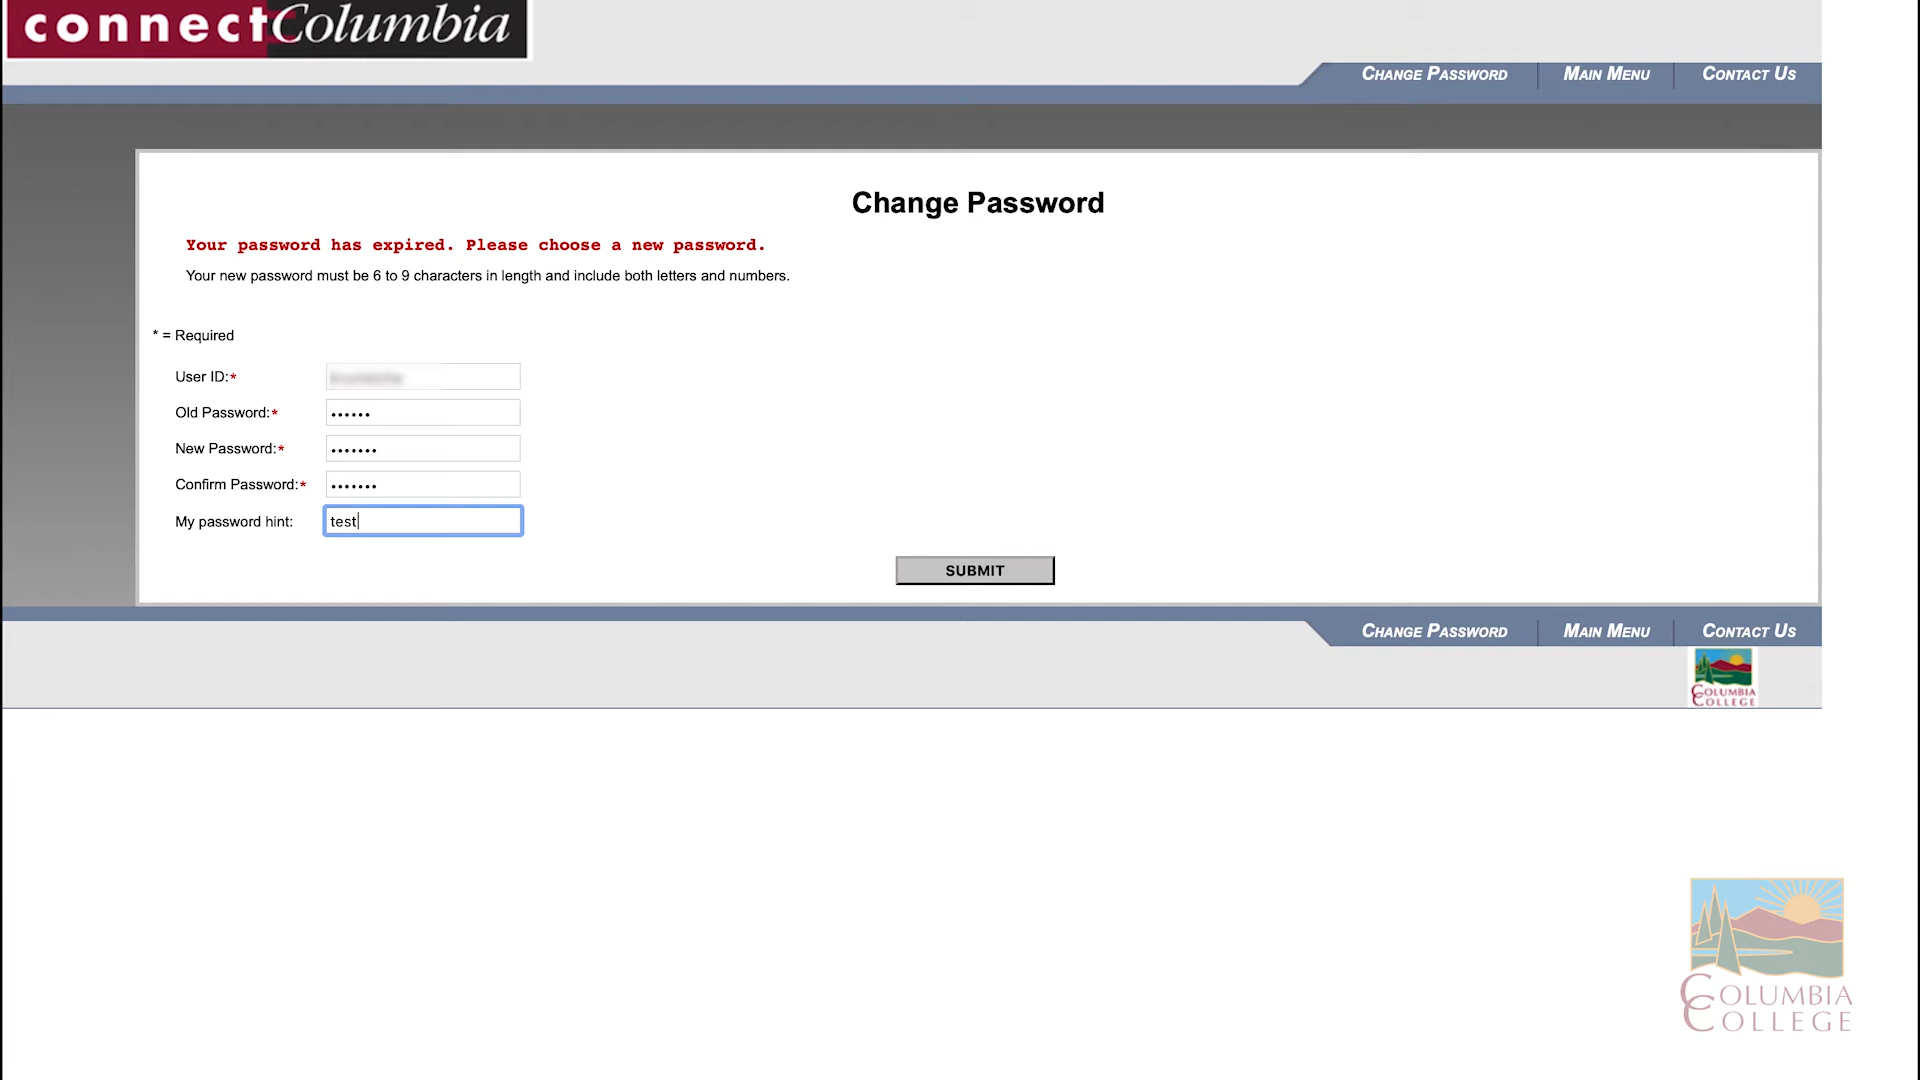 connectColumbia
CHANGE PASSWORD MAIN MENU CONTACT US
Change Password
Your password has expired. Please choose a new password.
Your new password must be 6 to 9 characters in length and include both letters and numbers.
* = Required
User ID:*
Old Password:* ••••••
New Password:* •••••••
Confirm Password:* •••••••
My password hint: test
SUBMIT
CHANGE PASSWORD MAIN MENU CONTACT US
COLUMBIA
COLLEGE
COLUMBIA
COLLEGE